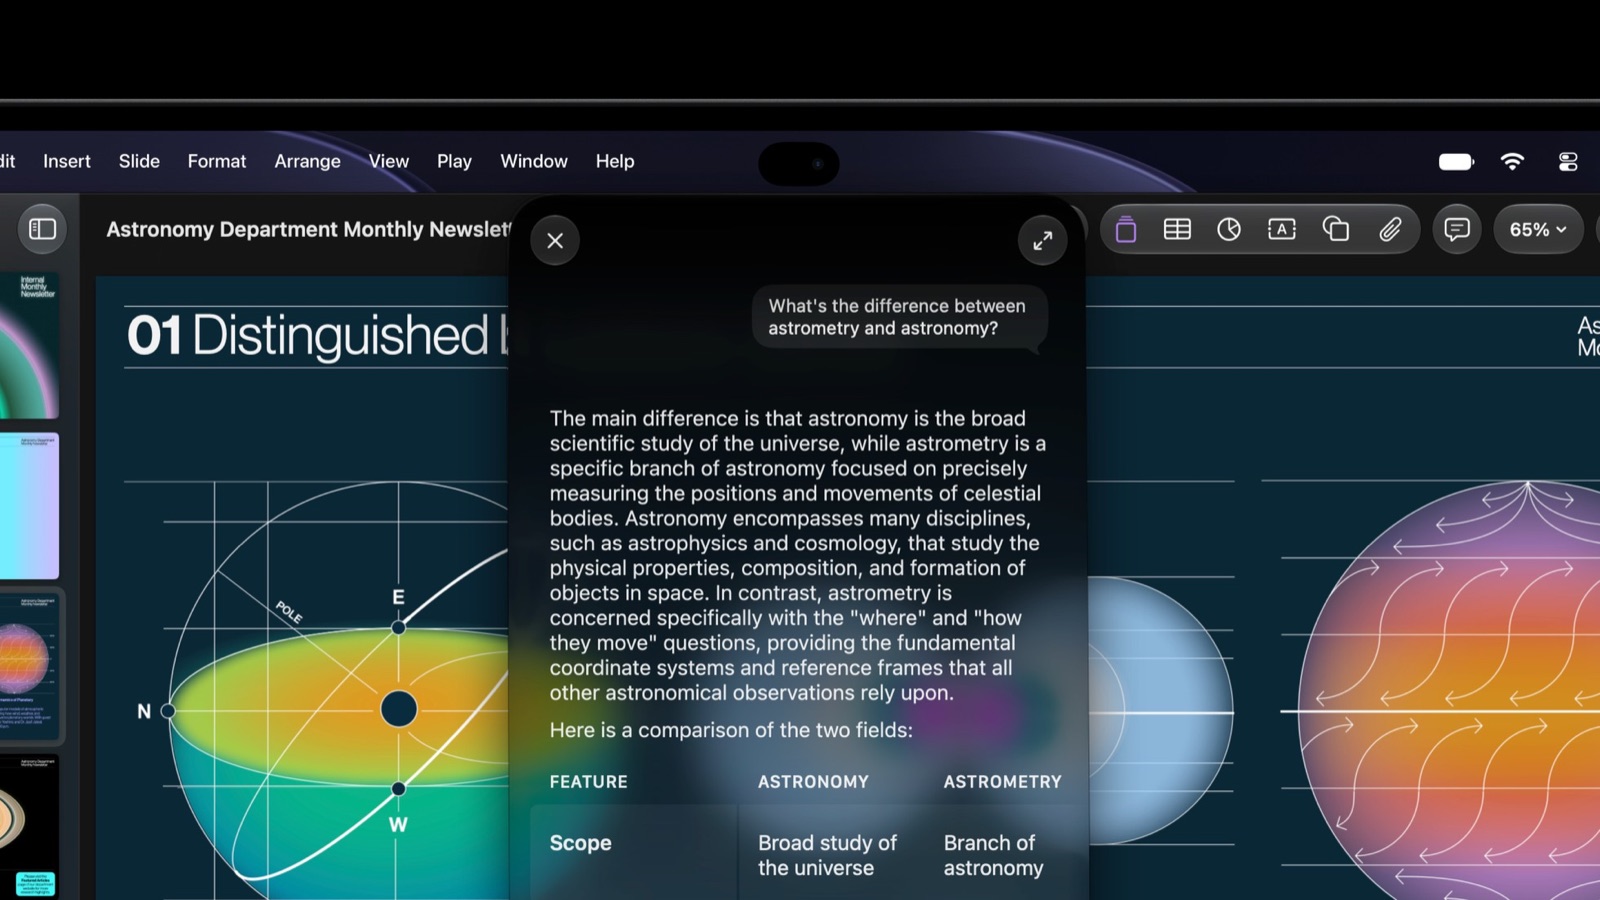 dit Insert Slide Format Arrange View Play Window Help
Astronomy Department Monthly Newslett
65%
Internal
Monthly
Newsletter
01 Distinguished
As
Mo
What's the difference between
astrometry and astronomy?
The main difference is that astronomy is the broad
scientific study of the universe, while astrometry is a
specific branch of astronomy focused on precisely
measuring the positions and movements of celestial
bodies. Astronomy encompasses many disciplines,
such as astrophysics and cosmology, that study the
physical properties, composition, and formation of
objects in space. In contrast, astrometry is
concerned specifically with the "where" and "how
they move" questions, providing the fundamental
coordinate systems and reference frames that all
other astronomical observations rely upon.
Here is a comparison of the two fields:
FEATURE ASTRONOMY ASTROMETRY
Scope Broad study of Branch of
the universe astronomy
POLE
E
N
W